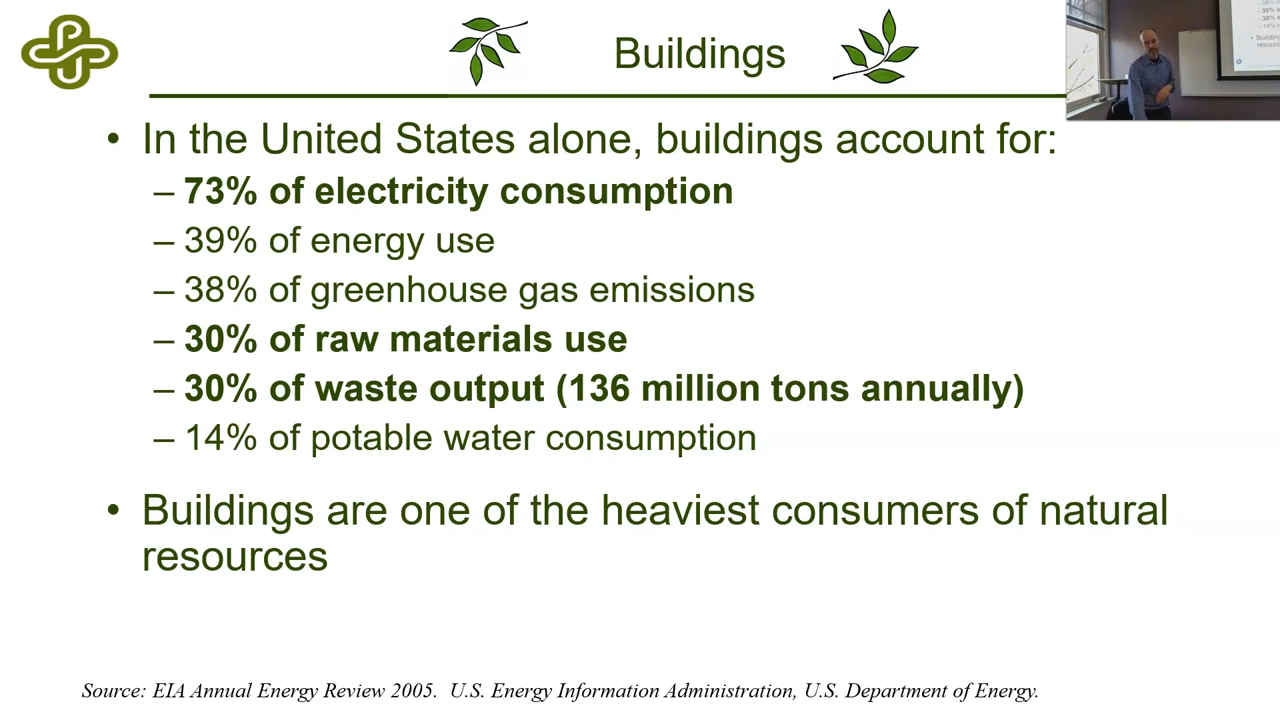 Buildings
• In the United States alone, buildings account for:
– 73% of electricity consumption
– 39% of energy use
– 38% of greenhouse gas emissions
– 30% of raw materials use
– 30% of waste output (136 million tons annually)
– 14% of potable water consumption
• Buildings are one of the heaviest consumers of natural
resources
Source: EIA Annual Energy Review 2005. U.S. Energy Information Administration, U.S. Department of Energy.